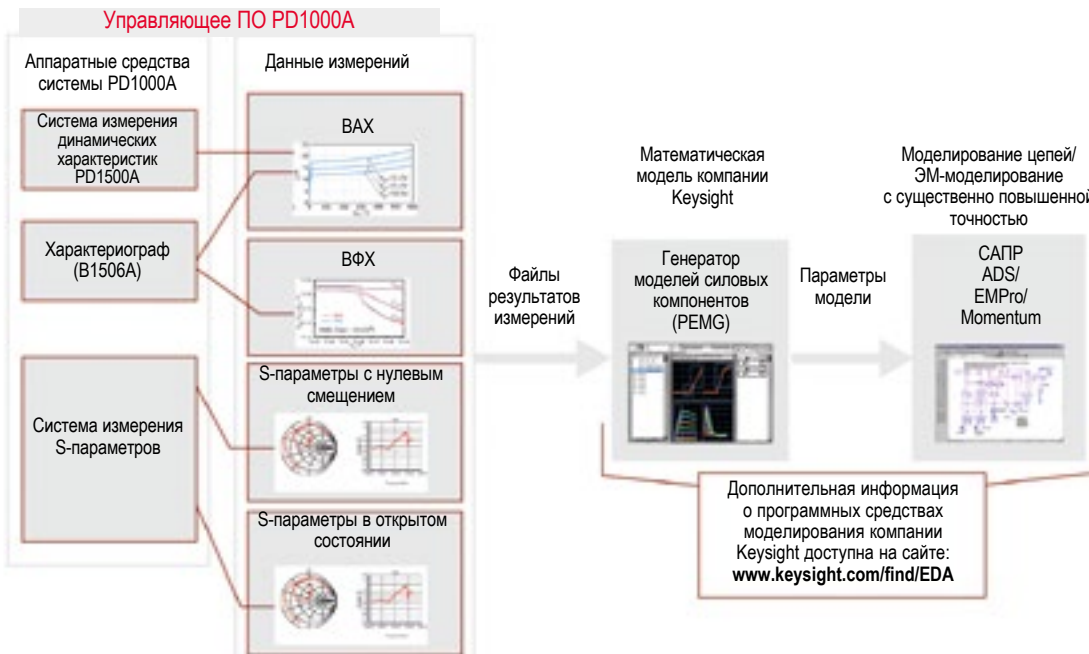 Управляющее ПО PD1000A
Аппаратные средства
системы PD1000A
Система измерения
динамических
характеристик
PD1500A
Характериограф
(B1506A)
Система измерения
S-параметров
Данные измерений
ВАХ
ВФХ
S-параметры с нулевым
смещением
S-параметры в открытом
состоянии
Файлы
результатов
измерений
Математическая
модель компании
Keysight
Генератор
моделей силовых
компонентов
(PEMG)
Параметры
модели
Моделирование цепей/
ЭМ-моделирование
с существенно повышенной
точностью
САПР
ADS/
EMPro/
Momentum
Дополнительная информация
о программных средствах
моделирования компании
Keysight доступна на сайте:
www.keysight.com/find/EDA